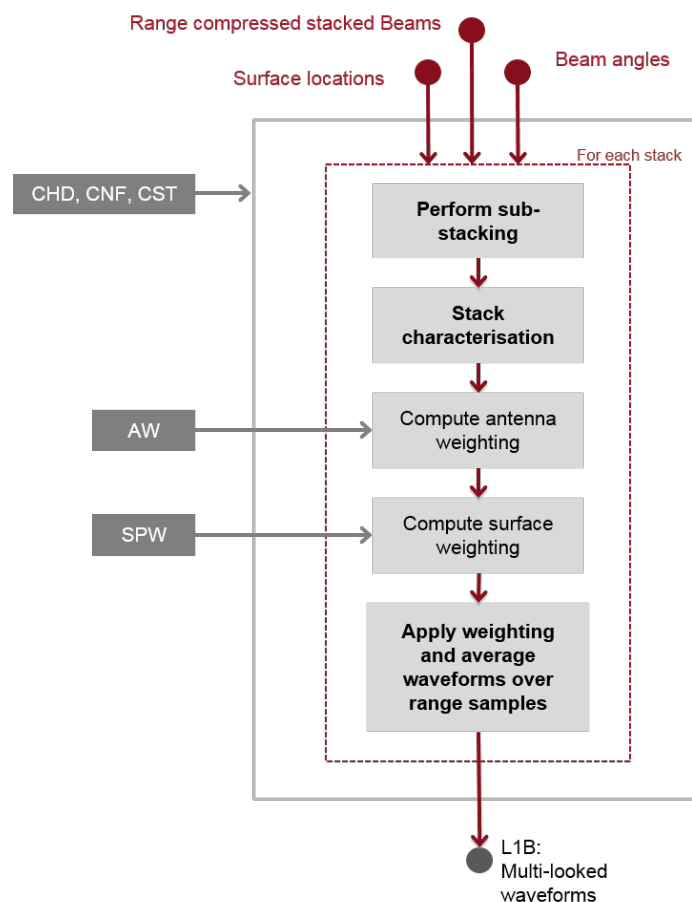 Range compressed stacked Beams
Surface locations
Beam angles
For each stack
CHD, CNF, CST
Perform sub-
stacking
Stack
characterisation
AW
Compute antenna
weighting
SPW
Compute surface
weighting
Apply weighting
and average
waveforms over
range samples
L1B:
Multi-looked
waveforms